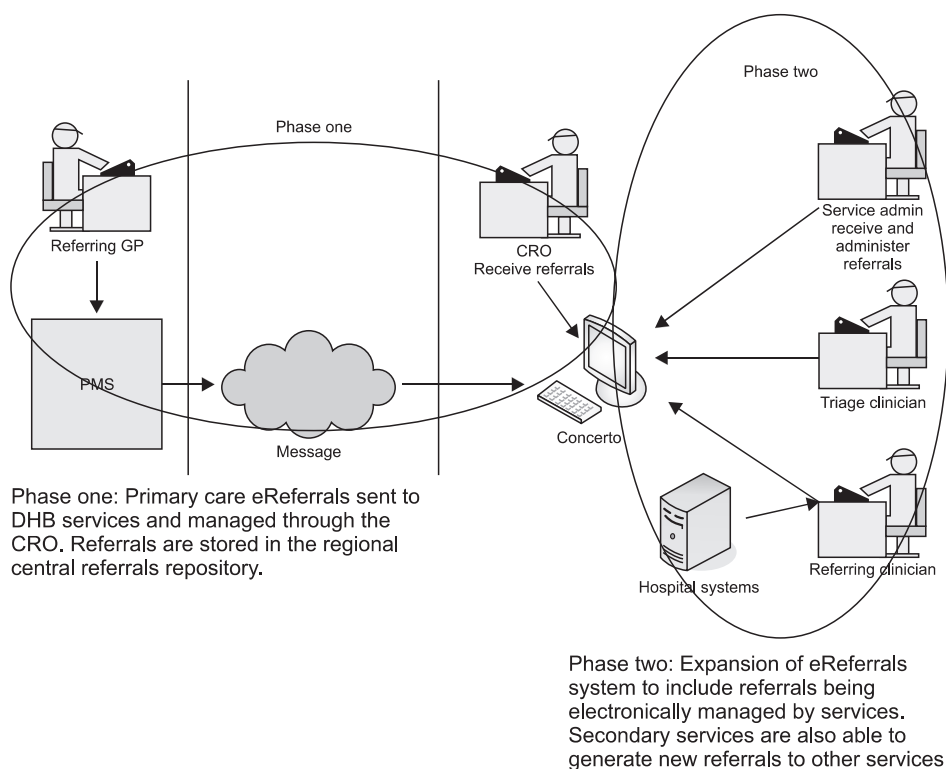 Phase two
Phase one
Referring GP
CRO
Receive referrals
Service admin
receive and
administer
referrals
PMS
Message
Concerto
Triage clinician
Hospital systems
Referring clinician
Phase one: Primary care eReferrals sent to
DHB services and managed through the
CRO. Referrals are stored in the regional
central referrals repository.
Phase two: Expansion of eReferrals
system to include referrals being
electronically managed by services.
Secondary services are also able to
generate new referrals to other services